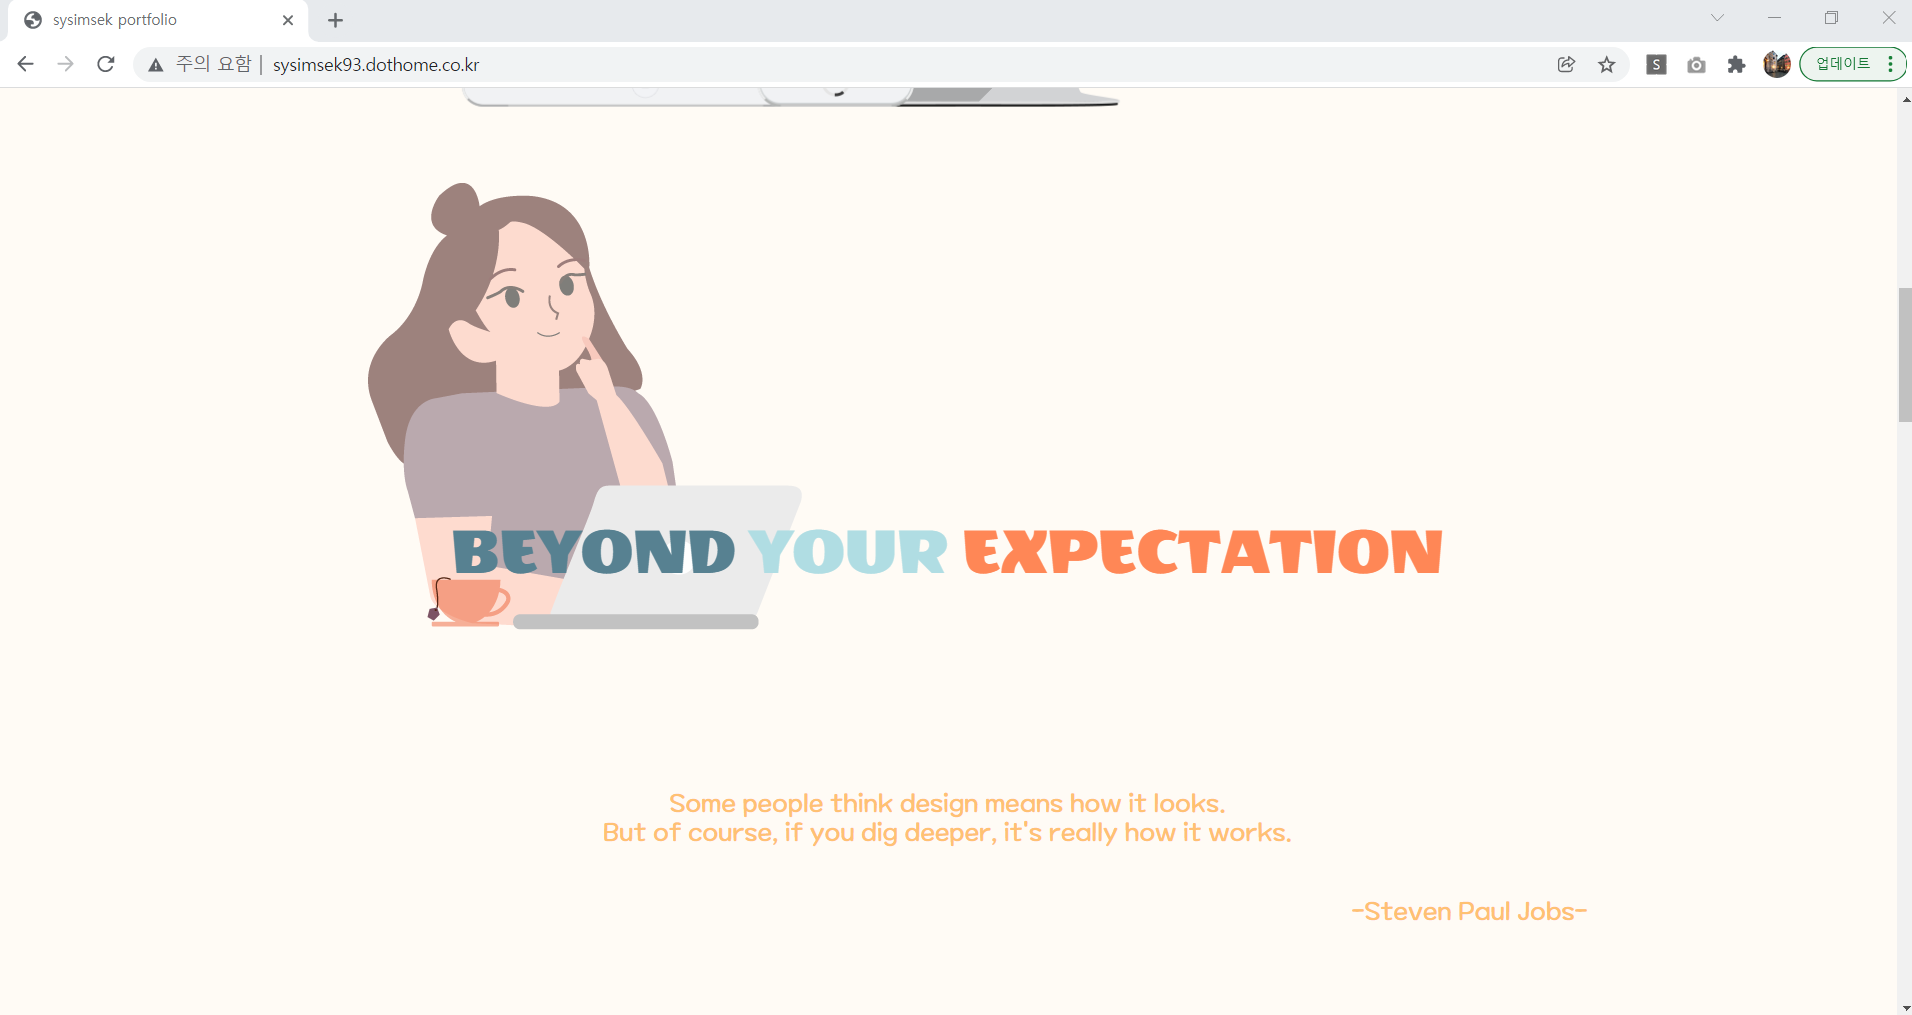 sysimsek portfolio
주의 요함 | sysimsek93.dothome.co.kr
S
업데이트
BEYOND YOUR EXPECTATION
Some people think design means how it looks.
But of course, if you dig deeper, it's really how it works.
-Steven Paul Jobs-